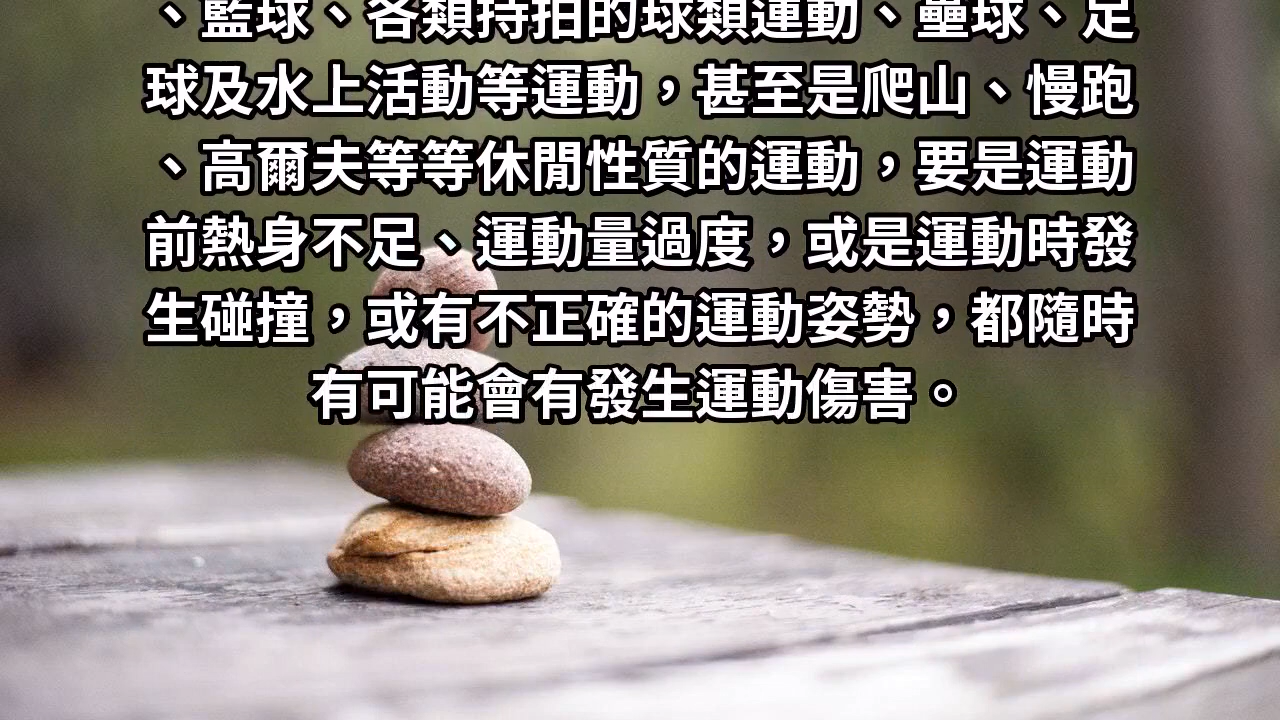 、籃球、各類持拍的球類運動、壘球、足
球及水上活動等運動，甚至是爬山、慢跑
、高爾夫等等休閒性質的運動，要是運動
前熱身不足、運動量過度，或是運動時發
生碰撞，或有不正確的運動姿勢，都隨時
有可能會有發生運動傷害。